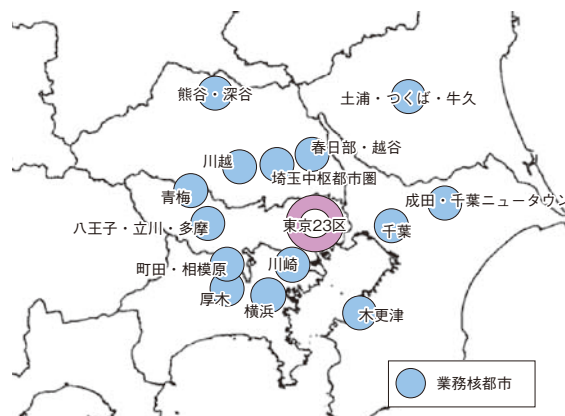 熊谷・深谷
土浦・つくば・牛久
春日部・越谷
川越
埼玉中枢都市圏
青梅
成田・千葉ニュータウン
八王子・立川・多摩
東京23区
千葉
町田・相模原
川崎
厚木
横浜
木更津
業務核都市